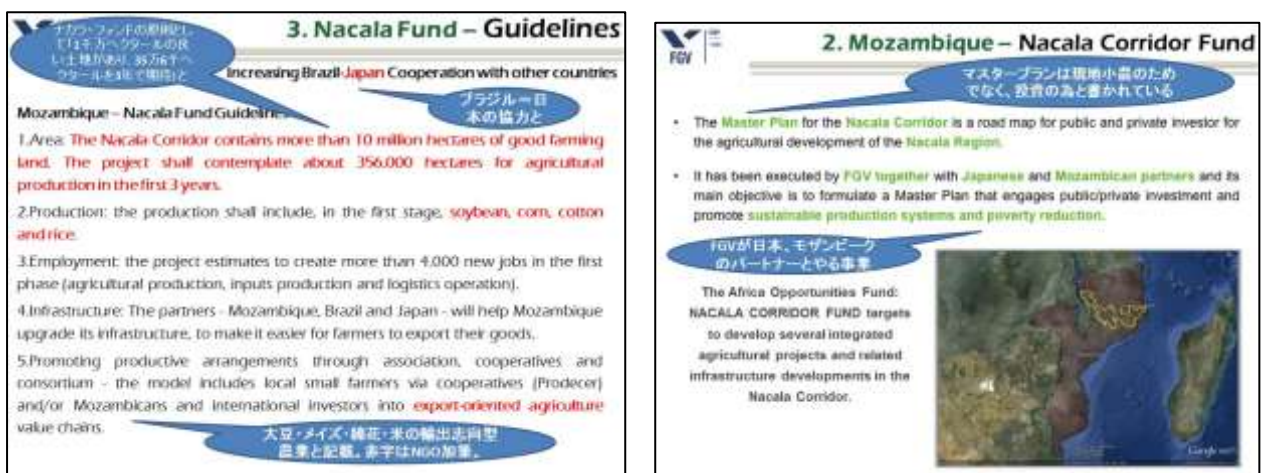 3. Nacala Fund – Guidelines
ナカラ・ファンドの原則とし
て「1千万ヘクタールの良
い土地があり、35万6千ヘ
クタールを3年で期待」と
Increasing Brazil-Japan Cooperation with other countries
ブラジル－日
本の協力と
Mozambique – Nacala Fund Guideline
1.Area: The Nacala Corridor contains more than 10 million hectares of good farming
land. The project shall contemplate about 356.000 hectares for agricultural
production in the first 3 years.
2.Production: the production shall include, in the first stage, soybean, corn, cotton
and rice.
3.Employment: the project estimates to create more than 4.000 new jobs in the first
phase (agricultural production, inputs production and logistics operation).
4.Infrastructure: The partners - Mozambique, Brazil and Japan - will help Mozambique
upgrade its infrastructure, to make it easier for farmers to export their goods.
5.Promoting productive arrangements through association, cooperatives and
consortium - the model includes local small farmers via cooperatives (Prodecer)
and/or Mozambicans and international investors into export-oriented agriculture
value chains.
大豆・メイズ・綿花・米の輸出志向型
農業と記載。赤字はNGO加筆。
FGV
2. Mozambique – Nacala Corridor Fund
マスタープランは現地小農のため
でなく、投資の為と書かれている
• The Master Plan for the Nacala Corridor is a road map for public and private investor for
the agricultural development of the Nacala Region.
• It has been executed by FGV together with Japanese and Mozambican partners and its
main objective is to formulate a Master Plan that engages public/private investment and
promote sustainable production systems and poverty reduction.
FGVが日本、モザンビーク
のパートナーとやる事業
The Africa Opportunities Fund:
NACALA CORRIDOR FUND targets
to develop several integrated
agricultural projects and related
infrastructure developments in the
Nacala Corridor.
Google